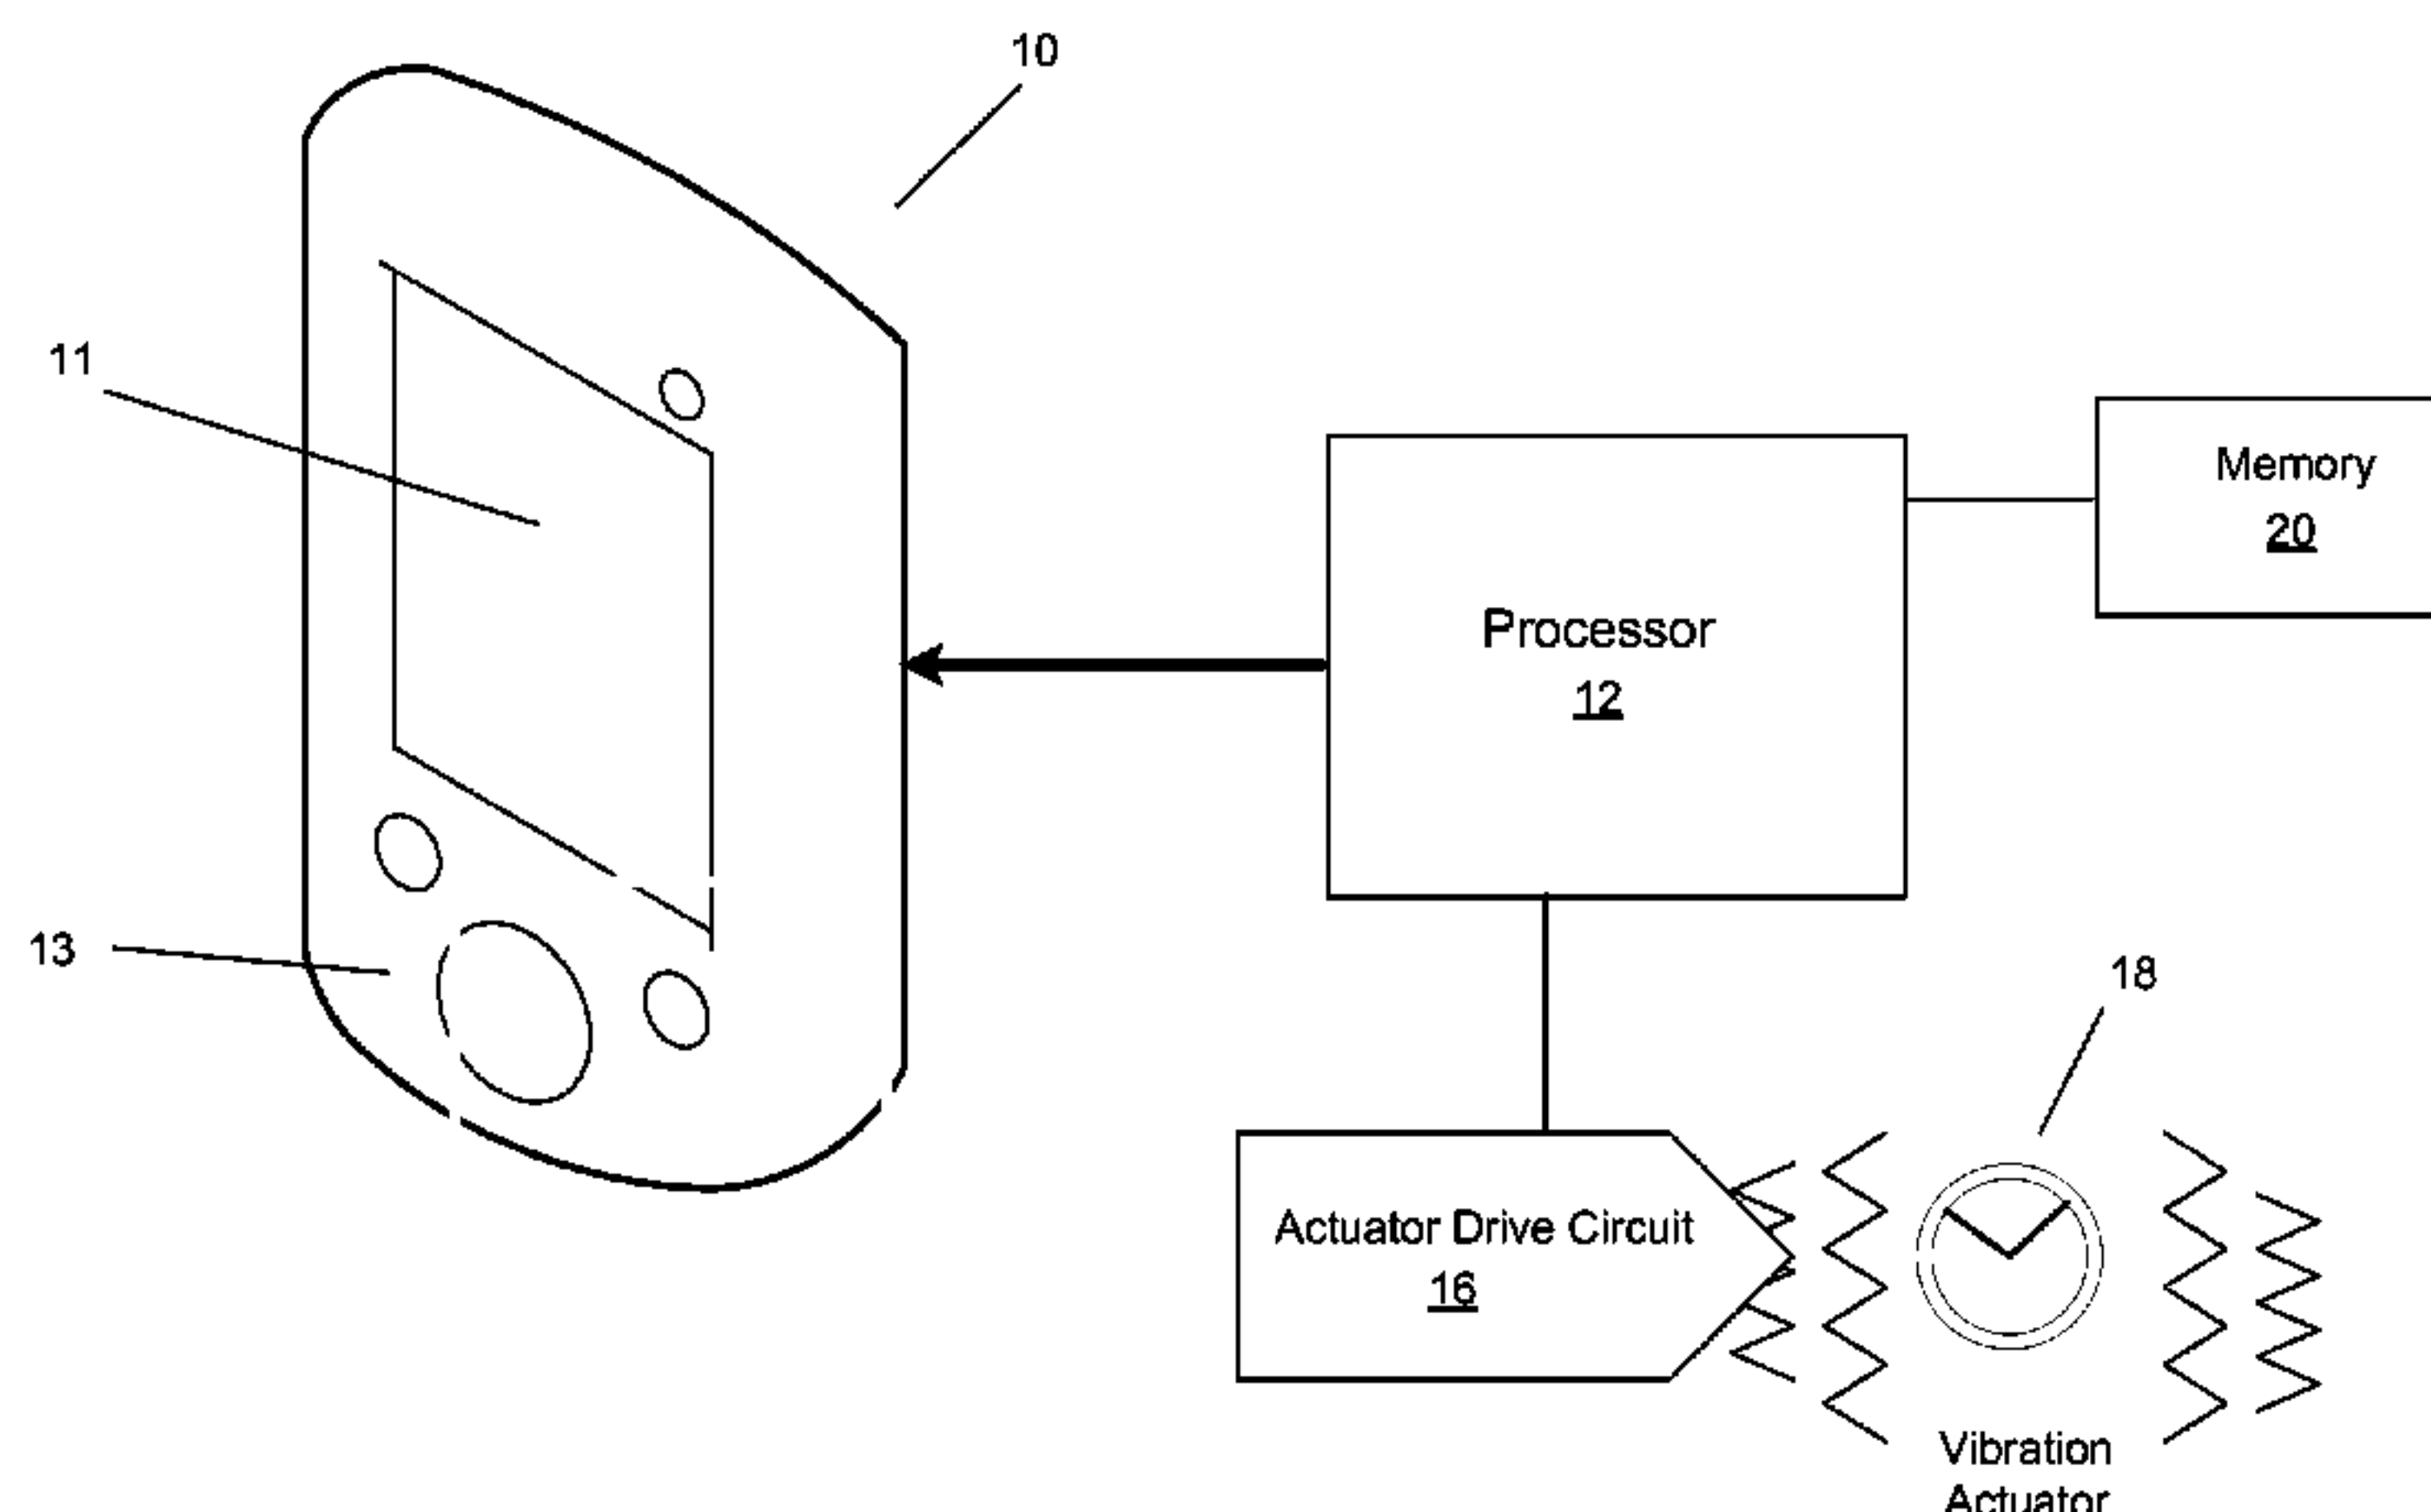 10
11
Memory
20
Processor
12
13
18
Actuator Drive Circuit
16
Vibration
Actuator